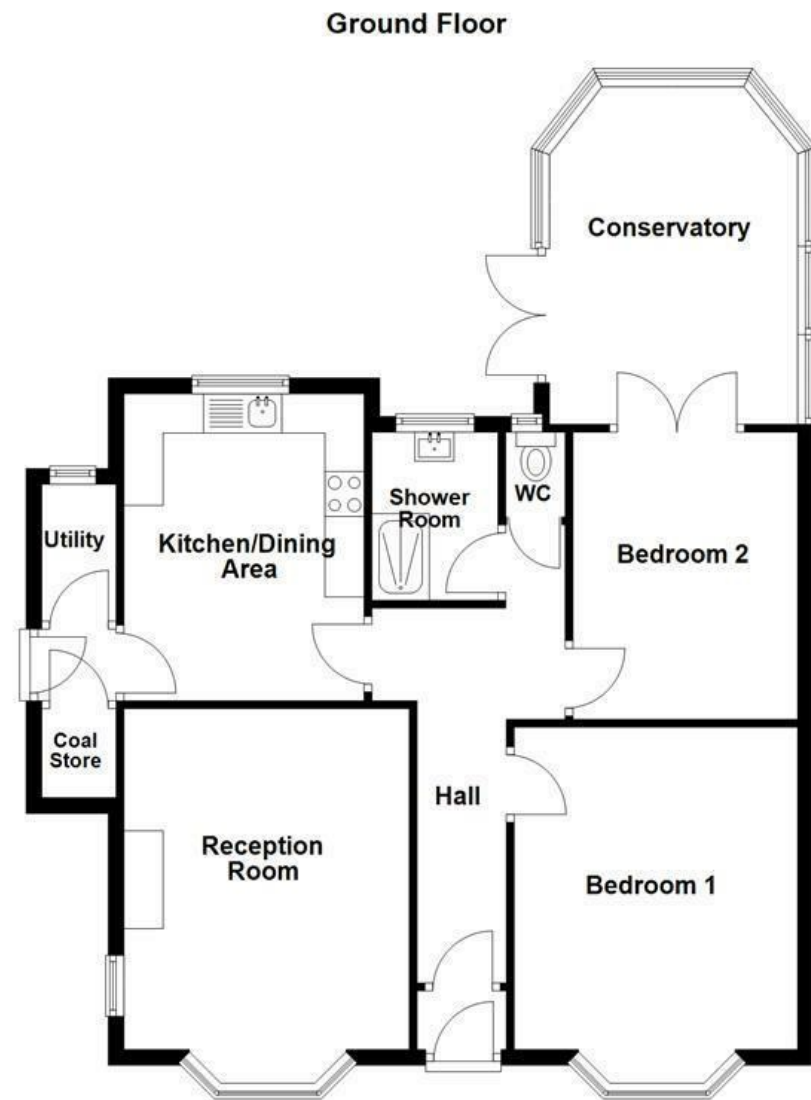 Ground Floor
Conservatory
Shower
Room
WC
Utility
Kitchen/Dining
Area
Bedroom 2
Coal
Store
Hall
Reception
Room
Bedroom 1